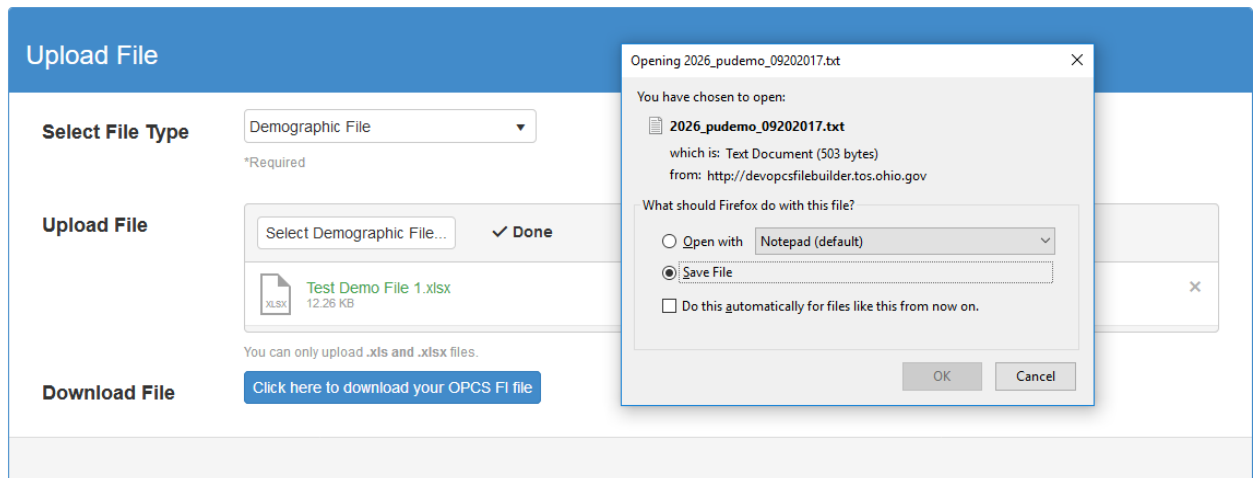 Upload File
Select File Type
Demographic File
*Required
Upload File
Select Demographic File...
Done
XLSX
Test Demo File 1.xlsx
12.26 KB
You can only upload .xls and .xlsx files.
Download File
Click here to download your OPCS FI file
Opening 2026_pudemo_09202017.txt
You have chosen to open:
2026_pudemo_09202017.txt
which is: Text Document (503 bytes)
from: http://devopcsfilebuilder.tos.ohio.gov
What should Firefox do with this file?
Open with Notepad (default)
Save File
Do this automatically for files like this from now on.
OK Cancel